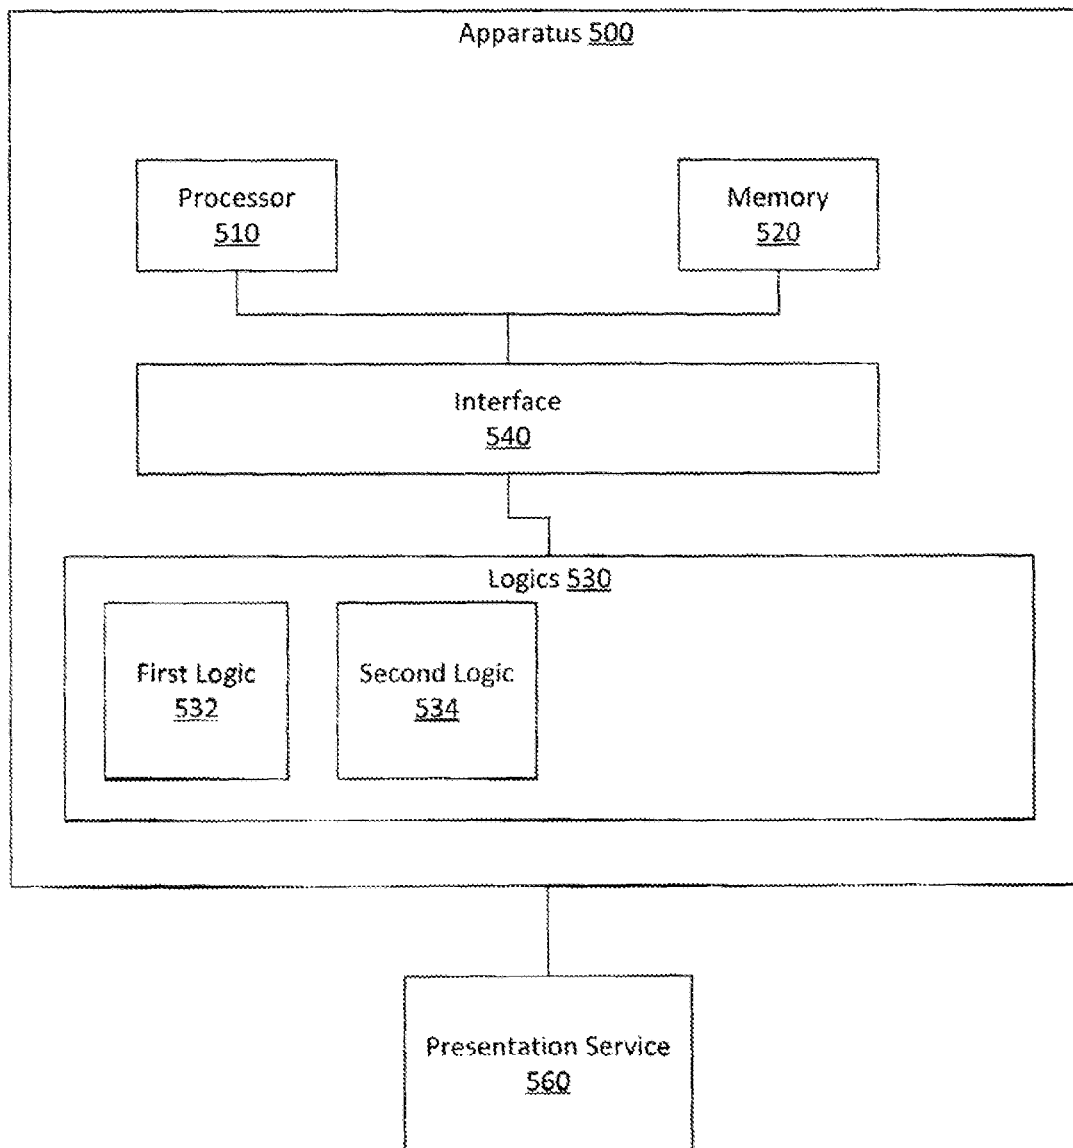 Apparatus 500
Processor
510
Memory
520
Interface
540
Logics 530
First Logic
532
Second Logic
534
Presentation Service
560